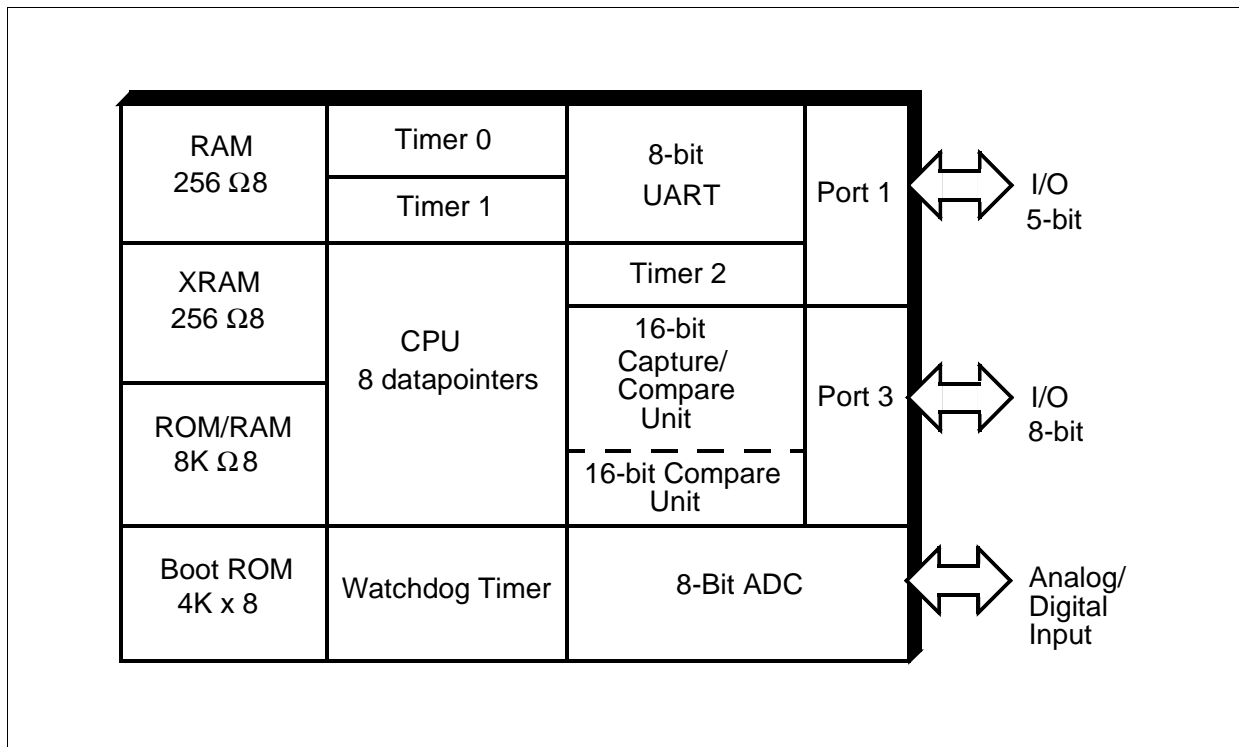 RAM
256 Ω8
Timer 0
Timer 1
8-bit
UART
Port 1
I/O
5-bit
XRAM
256 Ω8
CPU
8 datapointers
Timer 2
16-bit
Capture/
Compare
Unit
Port 3
I/O
8-bit
ROM/RAM
8K Ω 8
16-bit Compare
Unit
Boot ROM
4K x 8
Watchdog Timer
8-Bit ADC
Analog/
Digital
Input